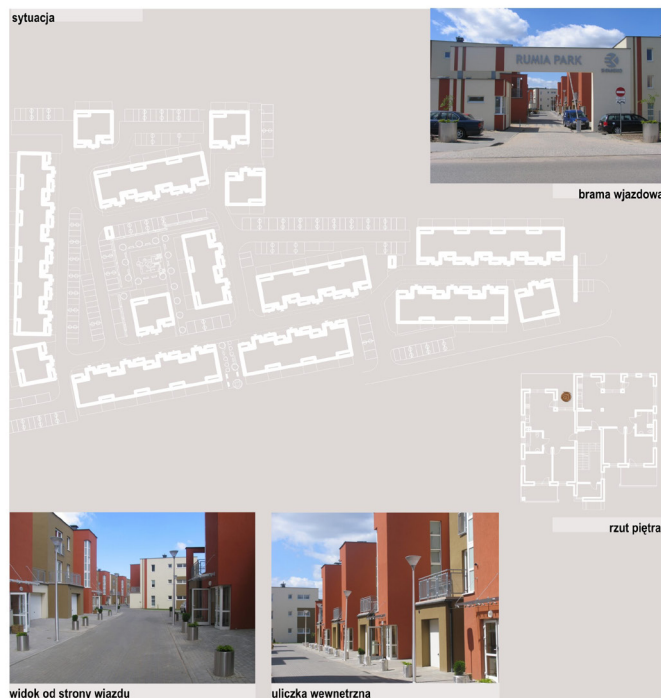 sytuacja
RUMIA PARK
brama wjazdowa
rzut piętra
widok od strony wjazdu
uliczka wewnętrzna